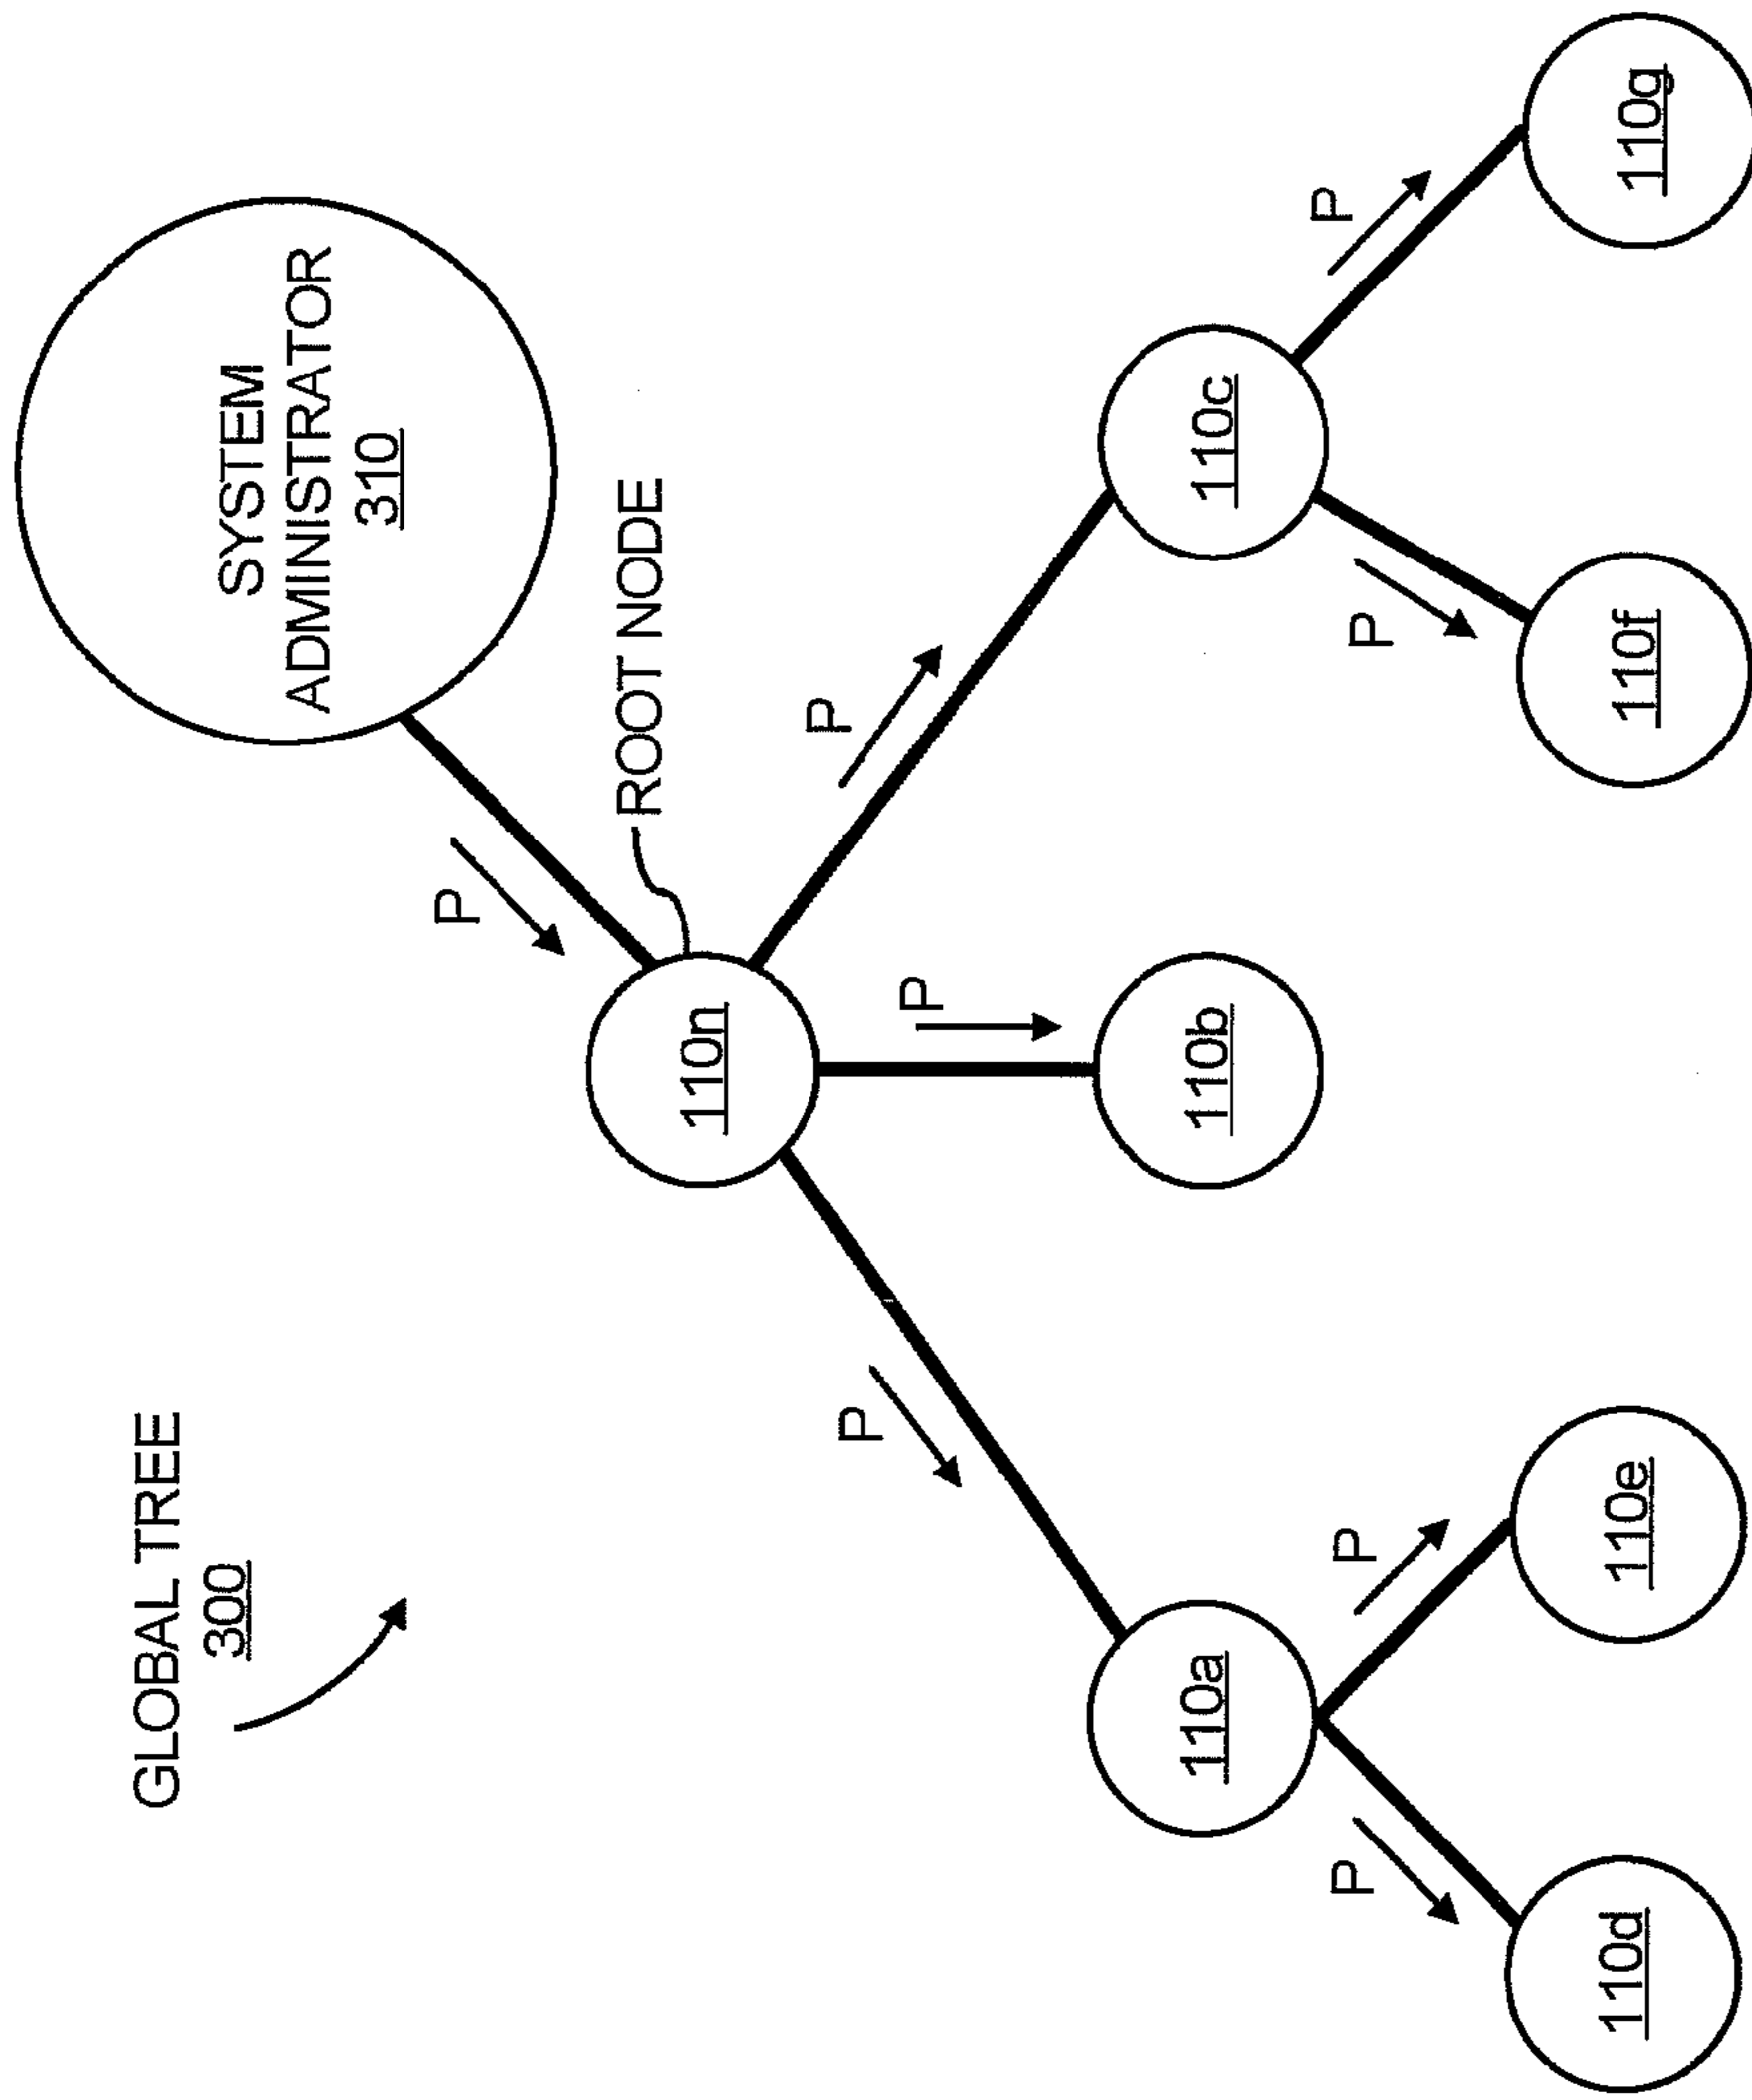 GLOBAL TREE
300
SYSTEM
ADMINISTRATOR
310
P
ROOT NODE
110n
P
P
P
110a
110b
110c
P
P
P
P
110d
110e
110f
110g